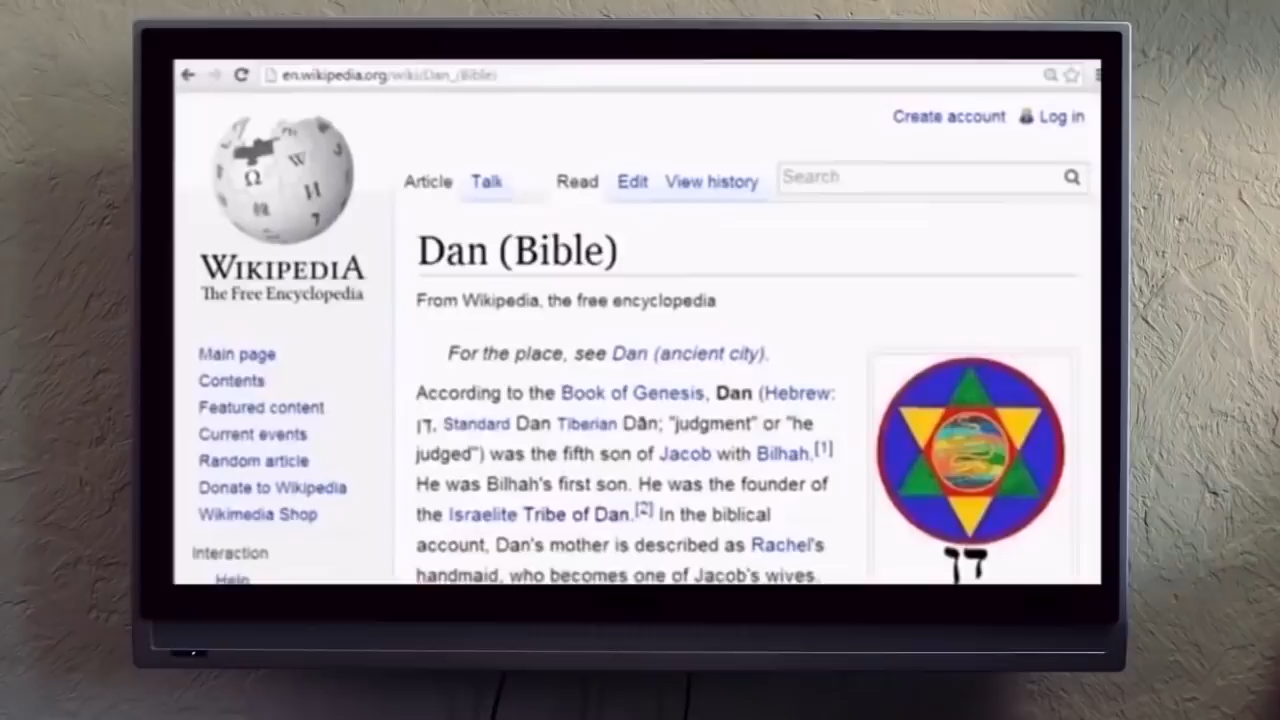 en.wikipedia.org/wiki/Dan_(Bible)
Create account Log in
Article Talk Read Edit View history Search
WIKIPEDIA
The Free Encyclopedia
Dan (Bible)
From Wikipedia, the free encyclopedia
For the place, see Dan (ancient city).
According to the Book of Genesis, Dan (Hebrew:
דן, Standard Dan Tiberian Dān; "judgment" or "he
judged") was the fifth son of Jacob with Bilhah.[1]
He was Bilhah's first son. He was the founder of
the Israelite Tribe of Dan.[2] In the biblical
account, Dan's mother is described as Rachel's
handmaid, who becomes one of Jacob's wives.
Main page
Contents
Featured content
Current events
Random article
Donate to Wikipedia
Wikimedia Shop
Interaction
Help
דן